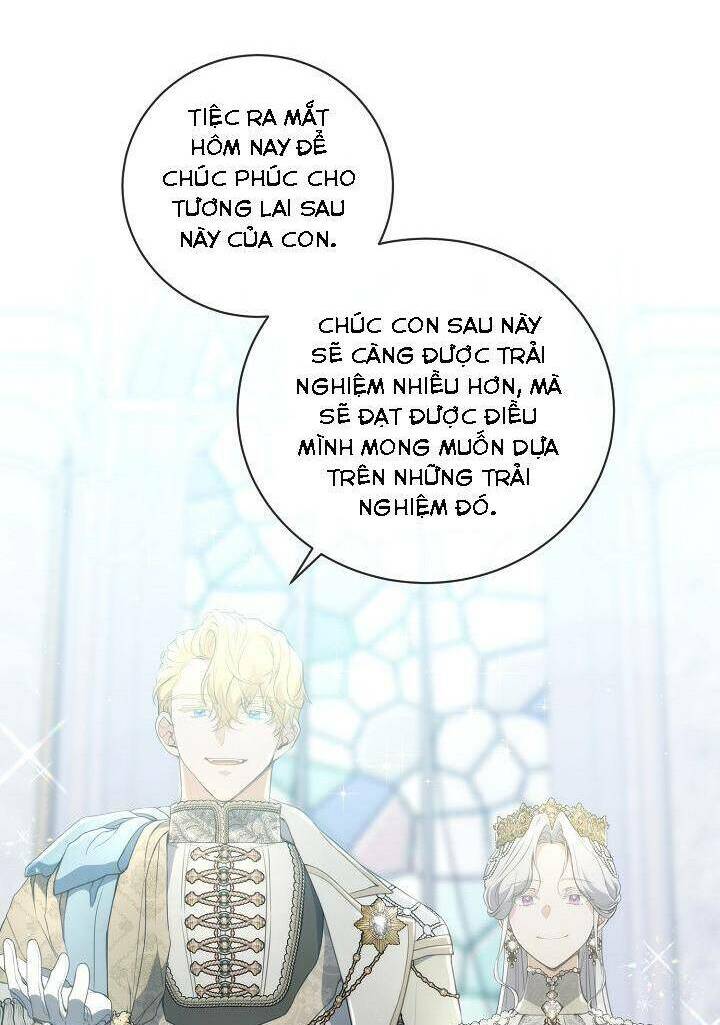 TIỆC RA MẮT
HÔM NAY ĐỂ
CHÚC PHÚC CHO
TƯƠNG LAI SAU
NÀY CỦA CON.
CHÚC CON SAU NÀY
SẼ CÀNG ĐƯỢC TRẢI
NGHIỆM NHIỀU HƠN, MÀ
SẼ ĐẠT ĐƯỢC ĐIỀU
MÌNH MONG MUỐN DỰA
TRÊN NHỮNG TRẢI
NGHIỆM ĐÓ.